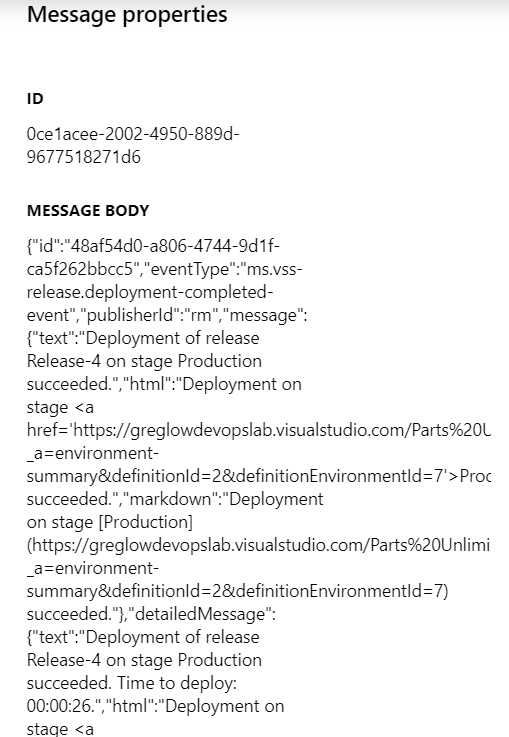 Message properties
ID
0ce1acee-2002-4950-889d-
9677518271d6
MESSAGE BODY
{"id":"48af54d0-a806-4744-9d1f-
ca5f262bbcc5","eventType":"ms.vss-
release.deployment-completed-
event","publisherId":"rm","message":
{"text":"Deployment of release
Release-4 on stage Production
succeeded.","html":"Deployment on
stage <a
href='https://greglowdevopslab.visualstudio.com/Parts%20U
_a=environment-
summary&definitionId=2&definitionEnvironmentId=7'>Proc
succeeded.","markdown":"Deployment
on stage [Production]
(https://greglowdevopslab.visualstudio.com/Parts%20Unlimi
_a=environment-
summary&definitionId=2&definitionEnvironmentId=7)
succeeded."},"detailedMessage":
{"text":"Deployment of release
Release-4 on stage Production
succeeded. Time to deploy:
00:00:26.","html":"Deployment on
stage <a